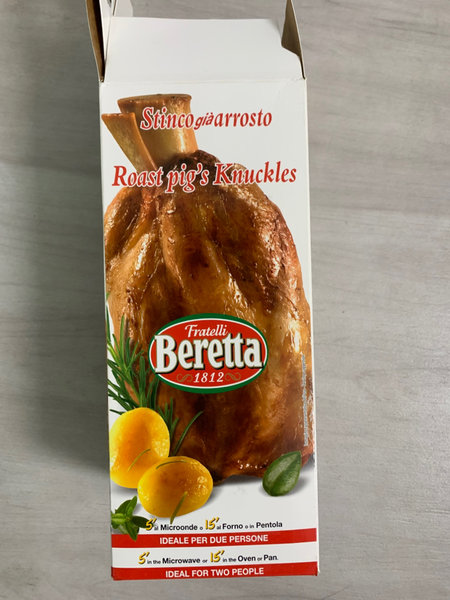 Stinco già arrosto
Roast pig's Knuckles
Fratelli
Beretta
1812
5' al Microonde o 15' al Forno o in Pentola
IDEALE PER DUE PERSONE
5' in the Microwave or 15' in the Oven or Pan.
IDEAL FOR TWO PEOPLE